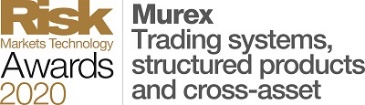 Risk
Markets Technology
Awards
2020
Murex
Trading systems,
structured products
and cross-asset